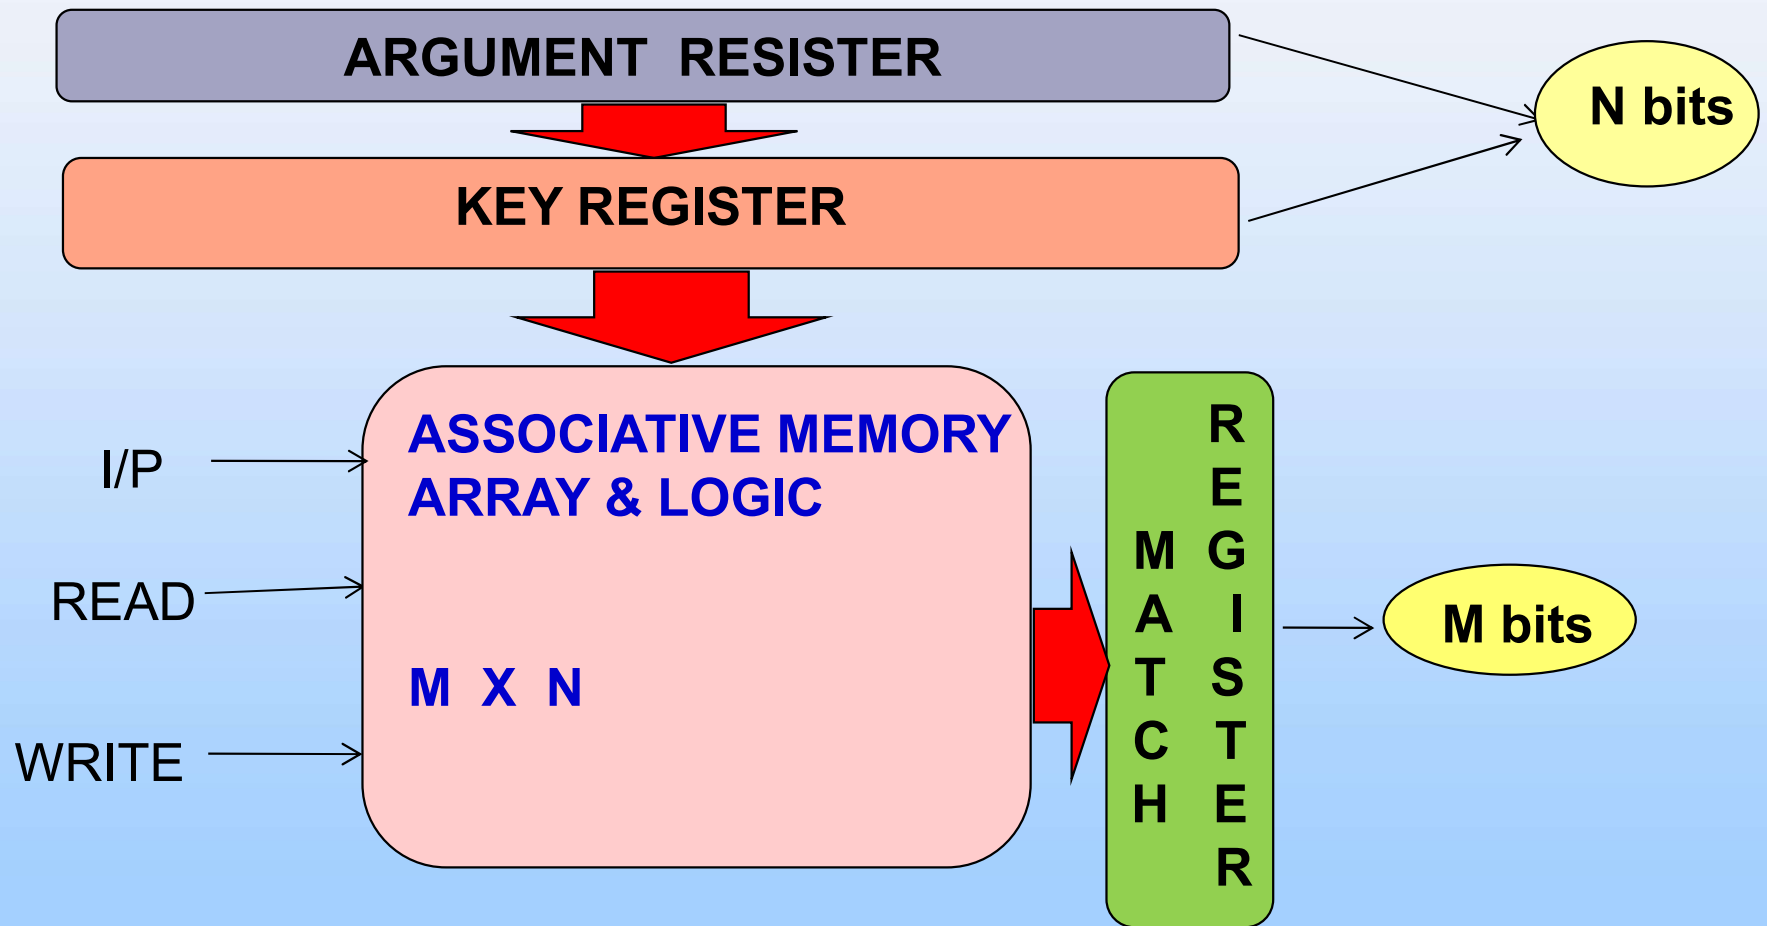 ARGUMENT RESISTER
N bits
KEY REGISTER
ASSOCIATIVE MEMORY
ARRAY & LOGIC
M X N
I/P
READ
WRITE
MATCH
REGISTER
M bits